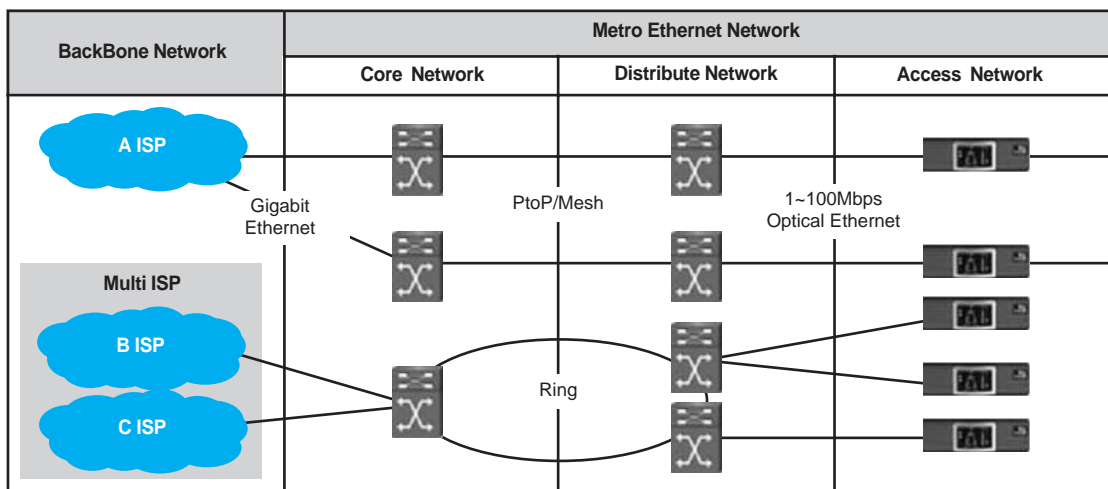 BackBone Network
Metro Ethernet Network
Core Network
Distribute Network
Access Network
A ISP
Gigabit
Ethernet
PtoP/Mesh
1~100Mbps
Optical Ethernet
Multi ISP
B ISP
C ISP
Ring